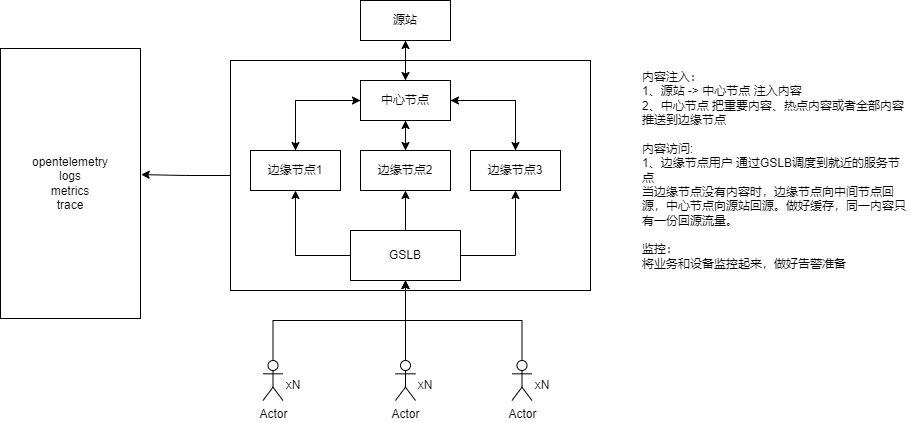 源站
中心节点
边缘节点1
边缘节点2
边缘节点3
GSLB
opentelemetry
logs
metrics
trace
xN
xN
xN
Actor
Actor
Actor
内容注入：
1、源站 -> 中心节点 注入内容
2、中心节点 把重要内容、热点内容或者全部内容
推送到边缘节点
内容访问:
1、边缘节点用户 通过GSLB调度到就近的服务节
点
当边缘节点没有内容时，边缘节点向中间节点回
源，中心节点向源站回源。做好缓存，同一内容只
有一份回源流量。
监控：
将业务和设备监控起来，做好告警准备